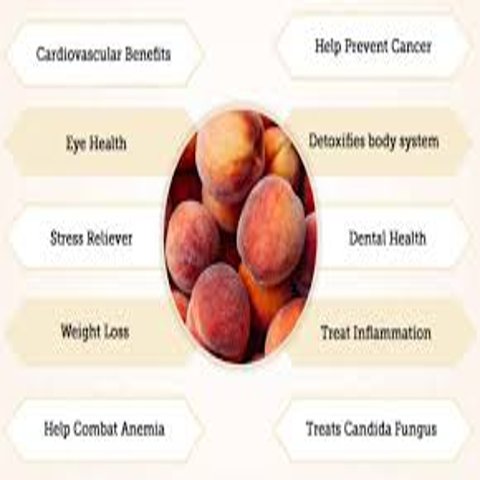 Cardiovascular Benefits
Help Prevent Cancer
Eye Health
Detoxifies body system
Stress Reliever
Dental Health
Weight Loss
Treat Inflammation
Help Combat Anemia
Treats Candida Fungus